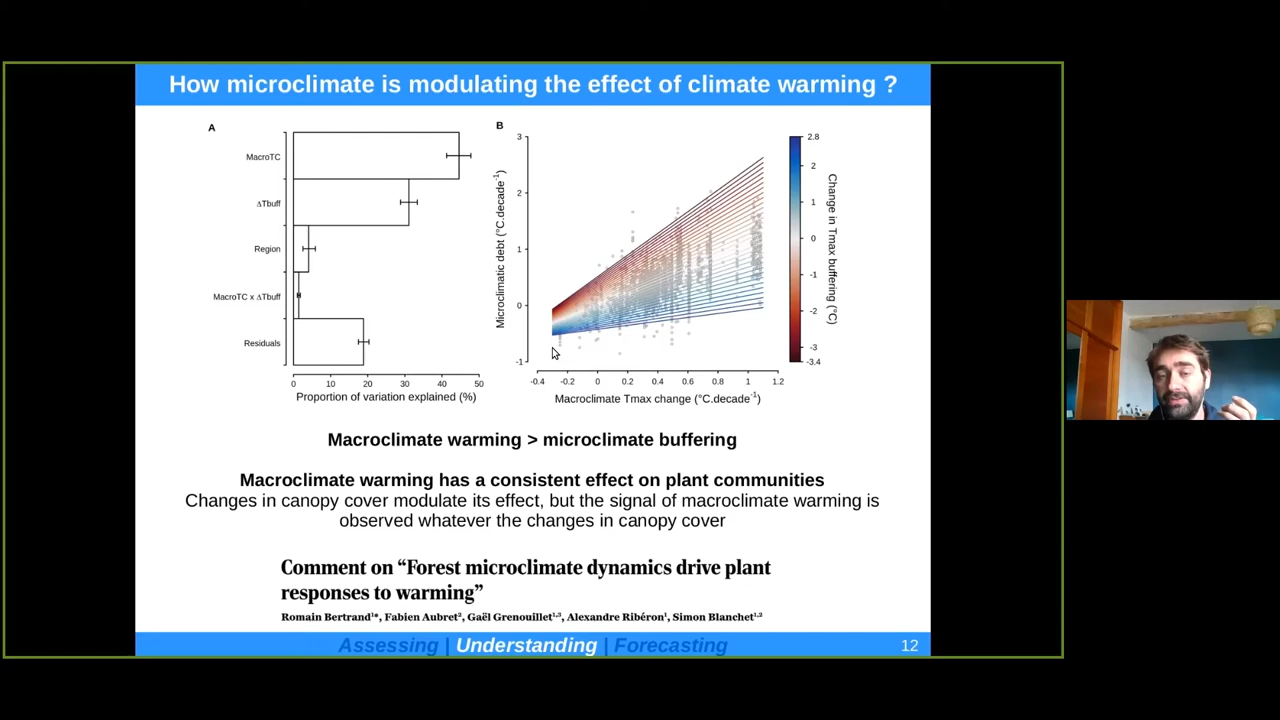 How microclimate is modulating the effect of climate warming ?
A
MacroTC
ΔTbuff
Region
MacroTC x ΔTbuff
Residuals
0 10 20 30 40 50
Proportion of variation explained (%)
B
3
2
1
0
-1
Microclimatic debt (°C.decade-1)
-0.4 -0.2 0 0.2 0.4 0.6 0.8 1 1.2
Macroclimate Tmax change (°C.decade-1)
2.8
2
1
0
-1
-2
-3
-3.4
Change in Tmax buffering (°C)
Macroclimate warming > microclimate buffering
Macroclimate warming has a consistent effect on plant communities
Changes in canopy cover modulate its effect, but the signal of macroclimate warming is
observed whatever the changes in canopy cover
Comment on “Forest microclimate dynamics drive plant
responses to warming”
Romain Bertrand1*, Fabien Aubret2, Gaël Grenouillet1,3, Alexandre Ribéron1, Simon Blanchet1,2
Assessing | Understanding | Forecasting
12